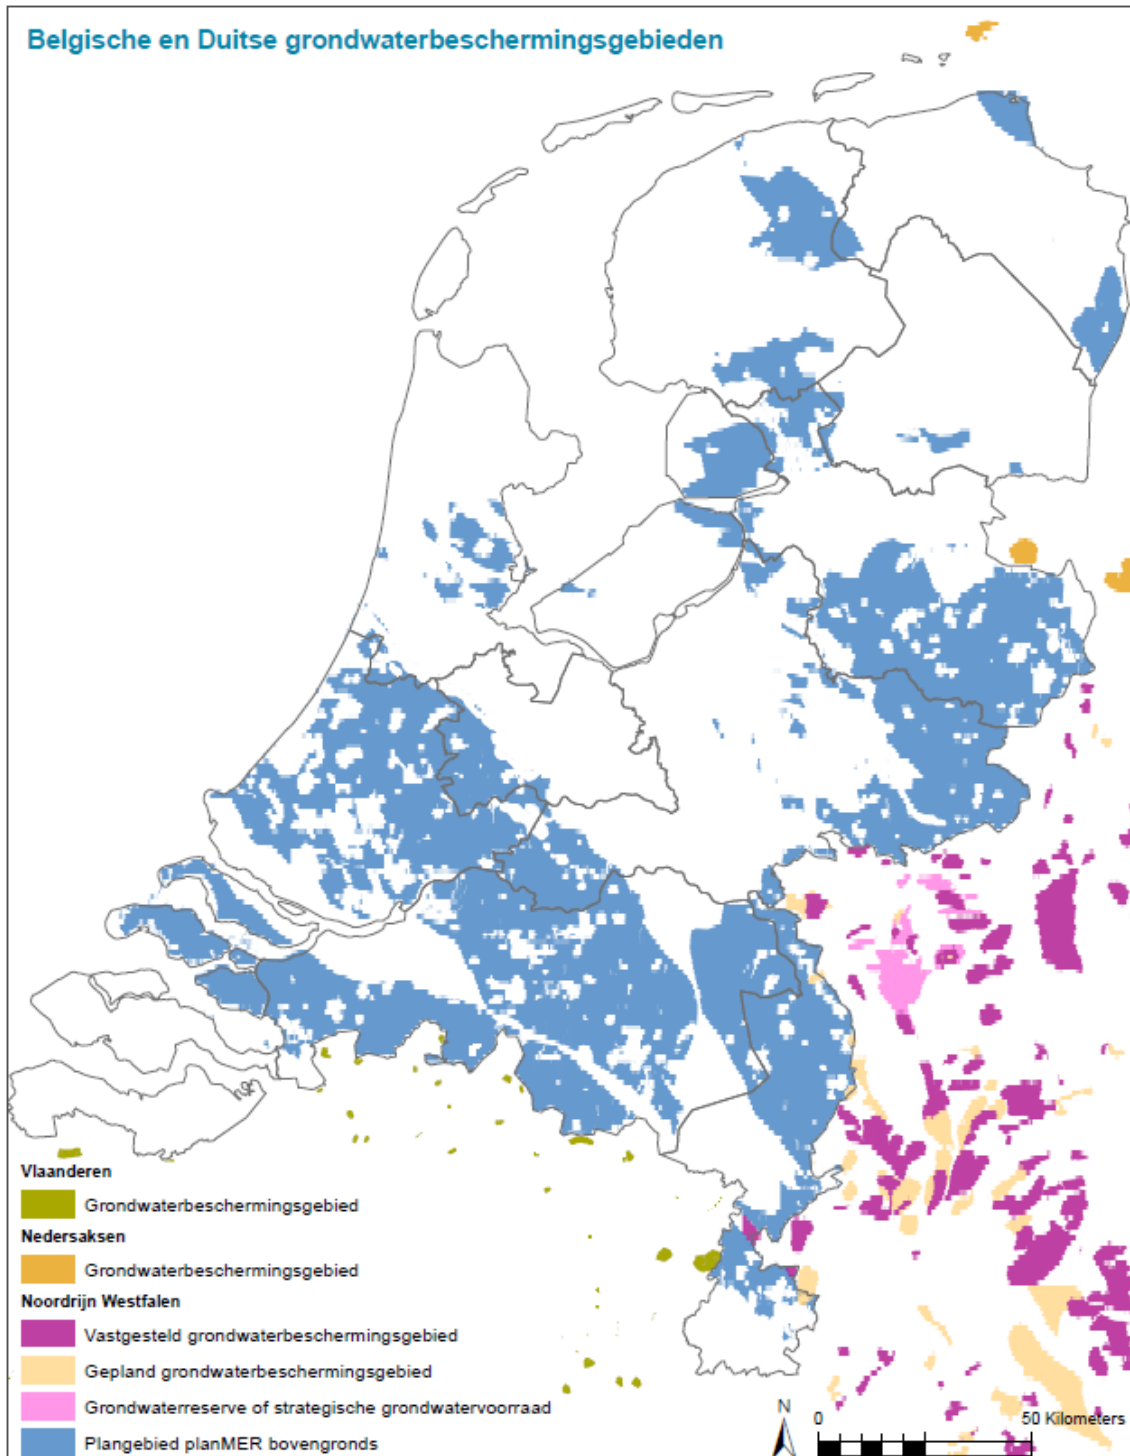 Belgische en Duitse grondwaterbeschermingsgebieden
Vlaanderen
Grondwaterbeschermingsgebied
Nedersaksen
Grondwaterbeschermingsgebied
Noordrijn Westfalen
Vastgesteld grondwaterbeschermingsgebied
Gepland grondwaterbeschermingsgebied
Grondwaterreserve of strategische grondwatervoorraad
Plangebied planMER bovengronds
N
0 50 Kilometers